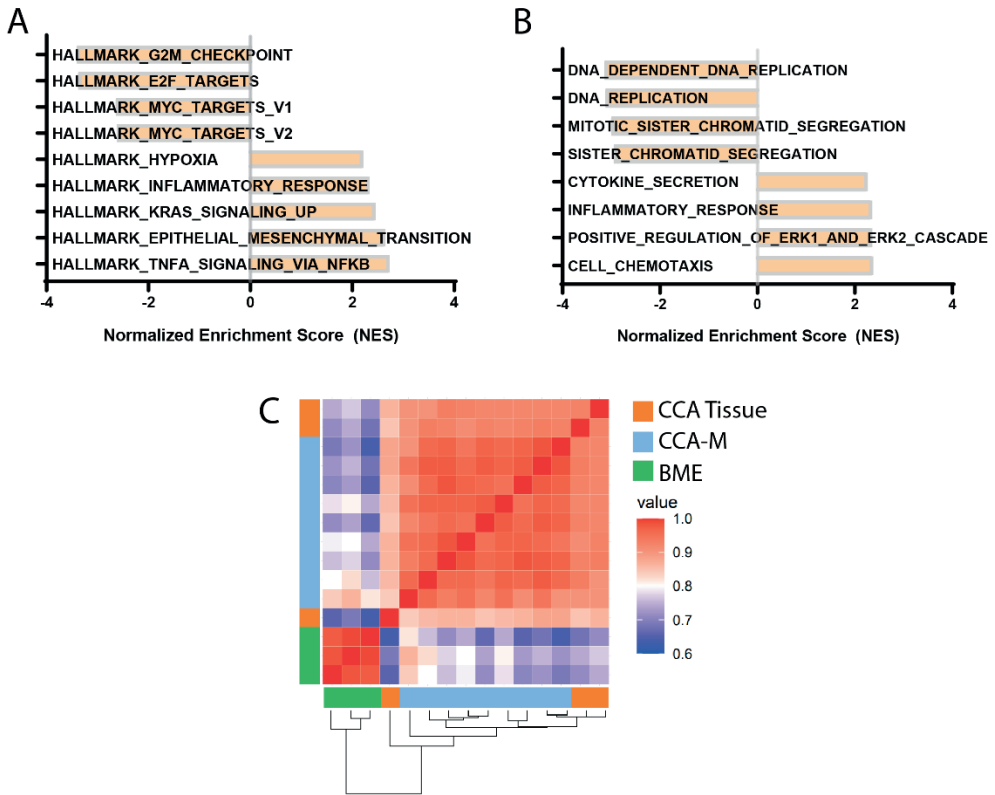 A
HALLMARK_G2M_CHECKPOINT
HALLMARK_E2F_TARGETS
HALLMARK_MYC_TARGETS_V1
HALLMARK_MYC_TARGETS_V2
HALLMARK_HYPOXIA
HALLMARK_INFLAMMATORY_RESPONSE
HALLMARK_KRAS_SIGNALING_UP
HALLMARK_EPITHELIAL_MESENCHYMAL_TRANSITION
HALLMARK_TNFA_SIGNALING_VIA_NFKB
-4 -2 0 2 4
Normalized Enrichment Score (NES)
B
DNA_DEPENDENT_DNA_REPLICATION
DNA_REPLICATION
MITOTIC_SISTER_CHROMATID_SEGREGATION
SISTER_CHROMATID_SEGREGATION
CYTOKINE_SECRETION
INFLAMMATORY_RESPONSE
POSITIVE_REGULATION_OF_ERK1_AND_ERK2_CASCADE
CELL_CHEMOTAXIS
-4 -2 0 2 4
Normalized Enrichment Score (NES)
C
CCA Tissue
CCA-M
BME
value
1.0
0.9
0.8
0.7
0.6